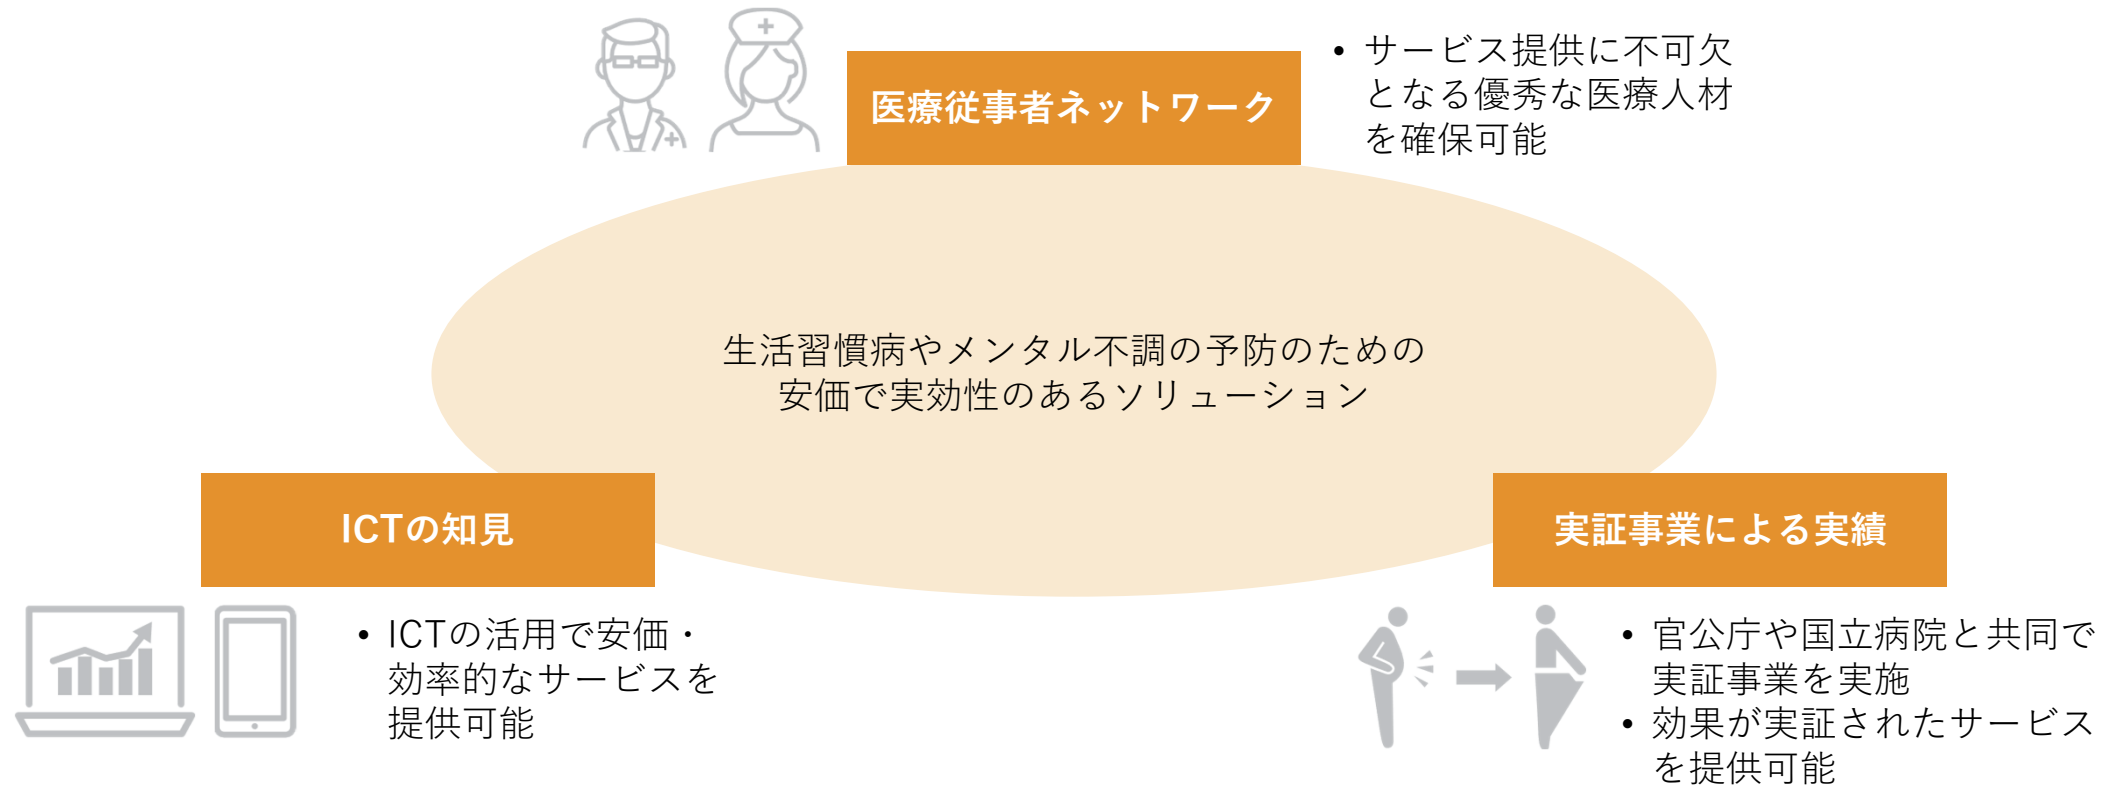 医療従事者ネットワーク
• サービス提供に不可欠
となる優秀な医療人材
を確保可能
生活習慣病やメンタル不調の予防のための
安価で実効性のあるソリューション
ICTの知見
• ICTの活用で安価・
効率的なサービスを
提供可能
実証事業による実績
• 官公庁や国立病院と共同で
実証事業を実施
• 効果が実証されたサービス
を提供可能